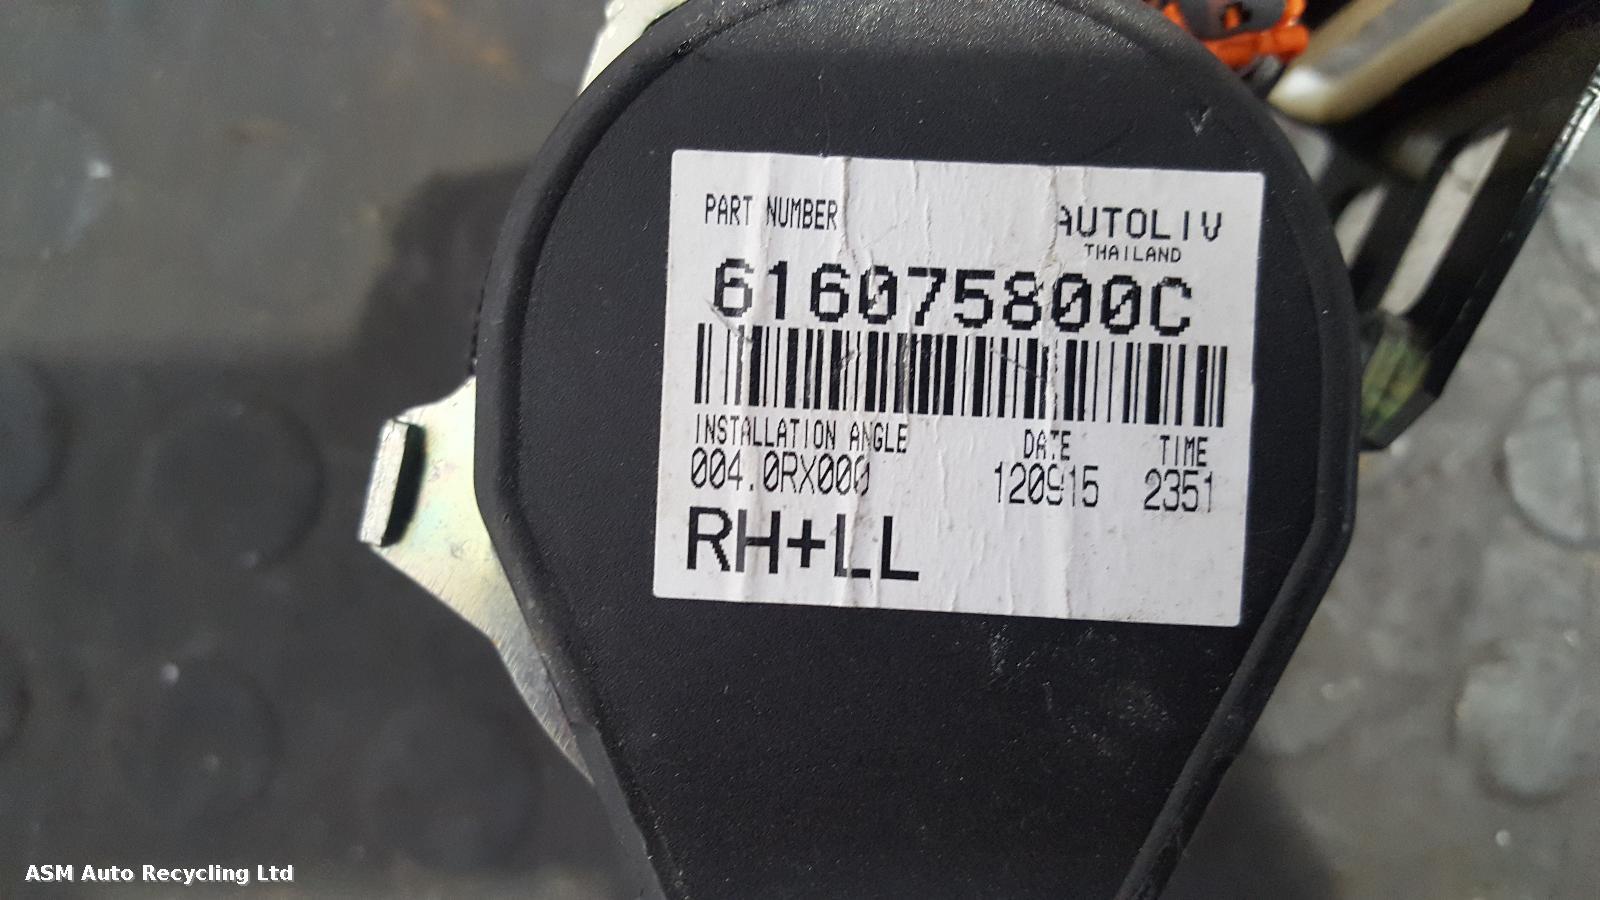 PART NUMBER
AUTOLIV
THAILAND
616075800C
INSTALLATION ANGLE DATE TIME
004.0RX000 120915 2351
RH+LL
ASM Auto Recycling Ltd